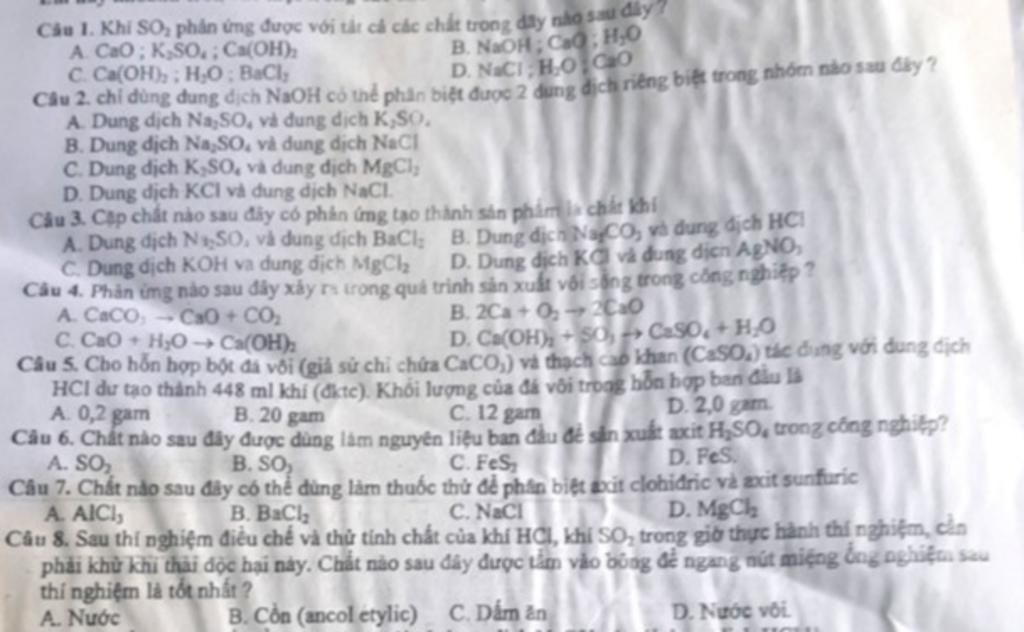 Câu 1. Khí SO₂ phản ứng được với tất cả các chất trong dãy nào sau đây?
A. CaO ; K₂SO₄ ; Ca(OH)₂ B. NaOH ; CaO ; H₂O
C. Ca(OH)₂ ; H₂O ; BaCl₂ D. NaCl ; H₂O ; CaO
Câu 2. chỉ dùng dung dịch NaOH có thể phân biệt được 2 dung dịch riêng biệt trong nhóm nào sau đây ?
A. Dung dịch Na₂SO₄ và dung dịch K₂SO₄
B. Dung dịch Na₂SO₄ và dung dịch NaCl
C. Dung dịch K₂SO₄ và dung dịch MgCl₂
D. Dung dịch KCl và dung dịch NaCl.
Câu 3. Cặp chất nào sau đây có phản ứng tạo thành sản phẩm là chất khí
A. Dung dịch Na₂SO₄ và dung dịch BaCl₂ B. Dung dịch Na₂CO₃ và dung dịch HCl
C. Dung dịch KOH và dung dịch MgCl₂ D. Dung dịch KCl và dung dịch AgNO₃
Câu 4. Phản ứng nào sau đây xảy ra trong quá trình sản xuất vôi sống trong công nghiệp ?
A. CaCO₃ → CaO + CO₂ B. 2Ca + O₂ → 2CaO
C. CaO + H₂O → Ca(OH)₂ D. Ca(OH)₂ + SO₃ → CaSO₄ + H₂O
Câu 5. Cho hỗn hợp bột đá vôi (giả sử chỉ chứa CaCO₃) và thạch cao khan (CaSO₄) tác dụng với dung dịch
HCl dư tạo thành 448 ml khí (đktc). Khối lượng của đá vôi trong hỗn hợp ban đầu là
A. 0,2 gam B. 20 gam C. 12 gam D. 2,0 gam.
Câu 6. Chất nào sau đây được dùng làm nguyên liệu ban đầu để sản xuất axit H₂SO₄ trong công nghiệp?
A. SO₂ B. SO₃ C. FeS₂ D. FeS.
Câu 7. Chất nào sau đây có thể dùng làm thuốc thử để phân biệt axit clohiđric và axit sunfuric
A. AlCl₃ B. BaCl₂ C. NaCl D. MgCl₂
Câu 8. Sau thí nghiệm điều chế và thử tính chất của khí HCl, khí SO₂ trong giờ thực hành thí nghiệm, cần
phải khử khí thải độc hại này. Chất nào sau đây được tẩm vào bông để ngang nút miệng ống nghiệm sau
thí nghiệm là tốt nhất ?
A. Nước B. Cồn (ancol etylic) C. Dấm ăn D. Nước vôi.